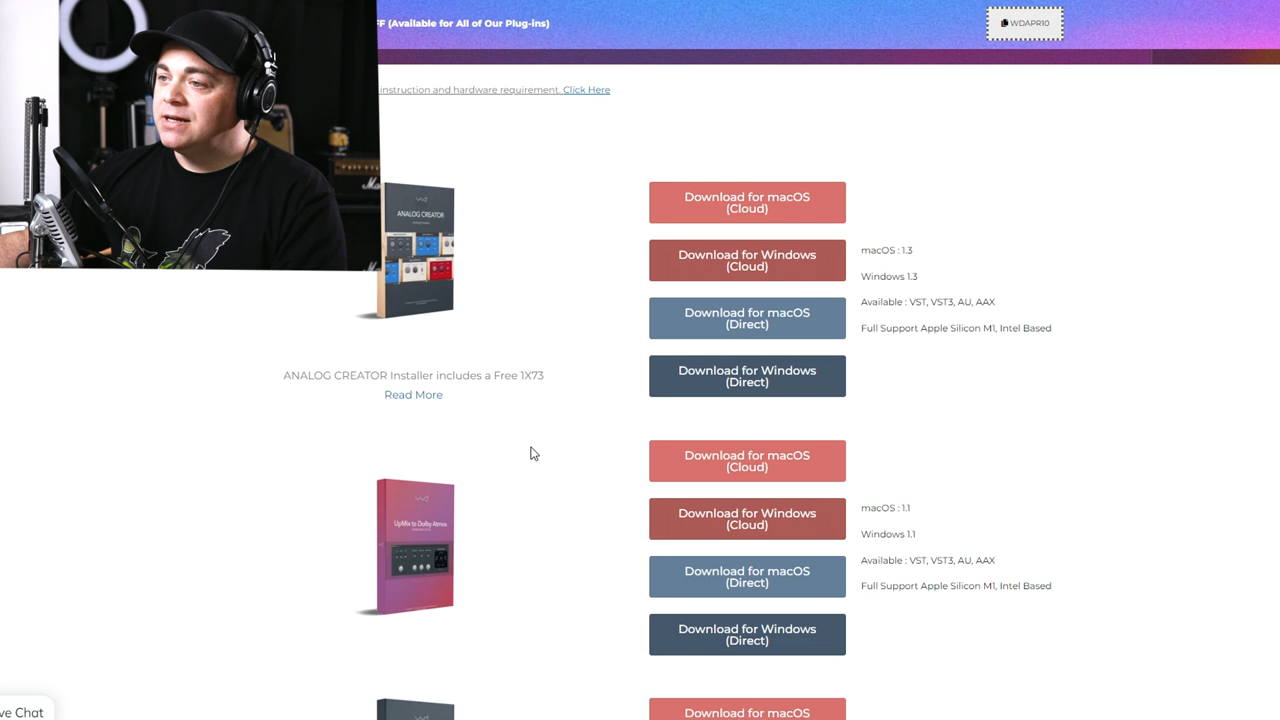 FF (Available for All of Our Plug-ins)
WDAPR10
instruction and hardware requirement. Click Here
ANALOG CREATOR
Download for macOS
(Cloud)
Download for Windows
(Cloud)
Download for macOS
(Direct)
Download for Windows
(Direct)
macOS : 1.3
Windows 1.3
Available : VST, VST3, AU, AAX
Full Support Apple Silicon M1, Intel Based
ANALOG CREATOR Installer includes a Free 1X73
Read More
UpMix to Dolby Atmos
Download for macOS
(Cloud)
Download for Windows
(Cloud)
Download for macOS
(Direct)
Download for Windows
(Direct)
macOS : 1.1
Windows 1.1
Available : VST, VST3, AU, AAX
Full Support Apple Silicon M1, Intel Based
Download for macOS
ve Chat